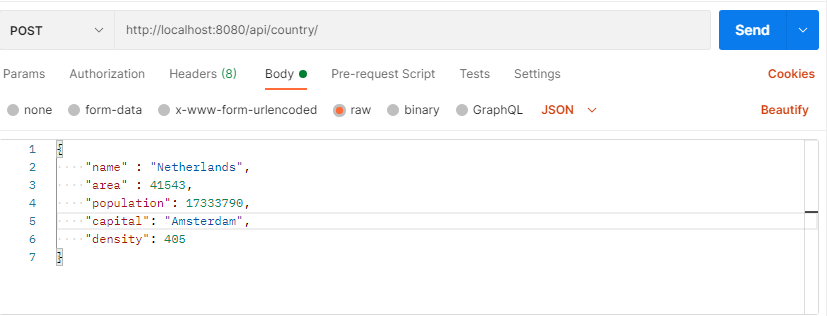 POST http://localhost:8080/api/country/ Send
Params Authorization Headers (8) Body Pre-request Script Tests Settings Cookies
none form-data x-www-form-urlencoded raw binary GraphQL JSON Beautify
1 {
2 "name" : "Netherlands",
3 "area" : 41543,
4 "population": 17333790,
5 "capital": "Amsterdam",
6 "density": 405
7 }